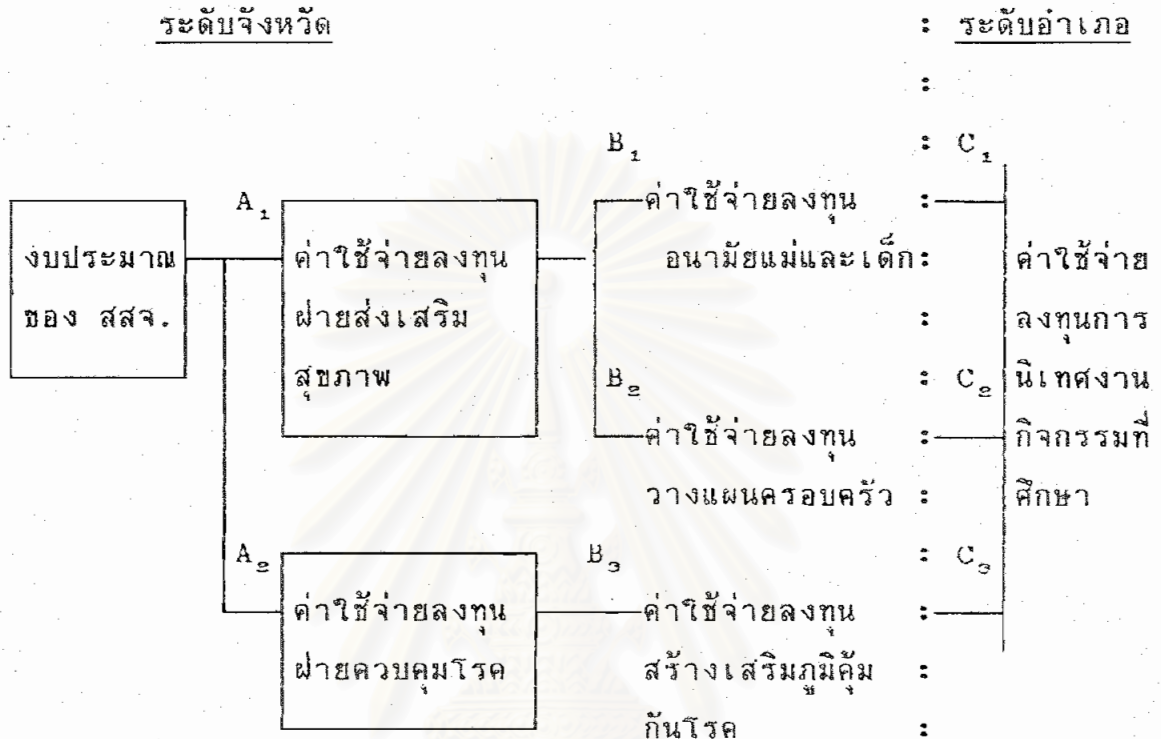 ระดับจังหวัด : ระดับอำเภอ
:
B₁ : C₁
A₁ ค่าใช้จ่ายลงทุน :
งบประมาณ ค่าใช้จ่ายลงทุน อนามัยแม่และเด็ก: ค่าใช้จ่าย
ของ สสจ. ฝ่ายส่งเสริม : ลงทุนการ
สุขภาพ B₂ : C₂ นิเทศงาน
ค่าใช้จ่ายลงทุน : กิจกรรมที่
วางแผนครอบครัว : ศึกษา
A₂ B₃ : C₃
ค่าใช้จ่ายลงทุน ค่าใช้จ่ายลงทุน :
ฝ่ายควบคุมโรค สร้างเสริมภูมิคุ้ม :
กันโรค :